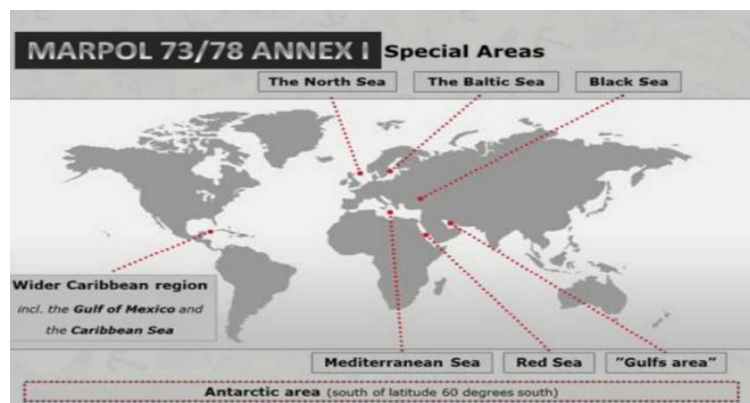 MARPOL 73/78 ANNEX I Special Areas
The North Sea
The Baltic Sea
Black Sea
Wider Caribbean region
incl. the Gulf of Mexico and
the Caribbean Sea
Mediterranean Sea
Red Sea
"Gulfs area"
Antarctic area (south of latitude 60 degrees south)